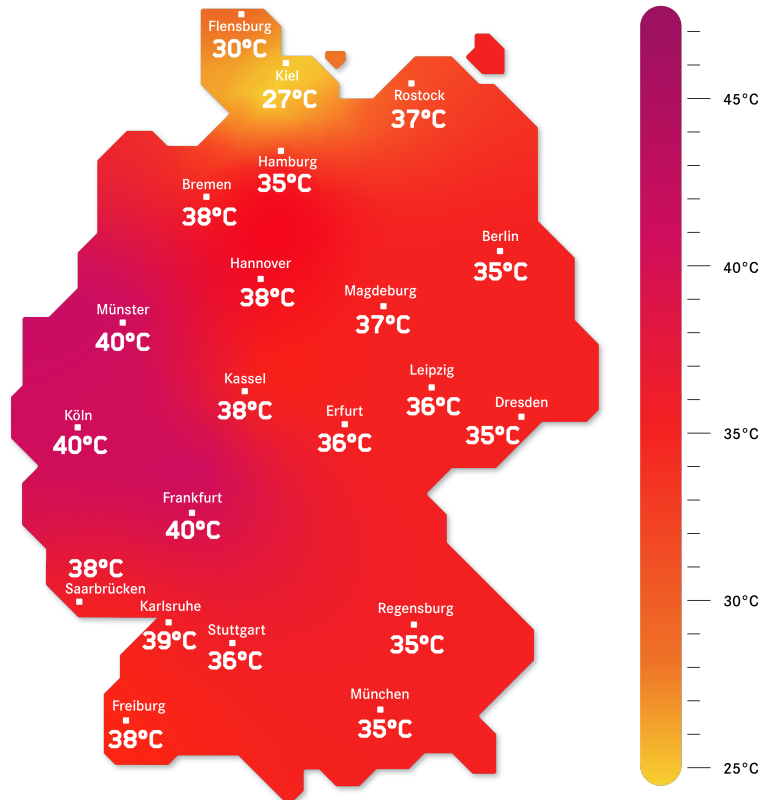 Flensburg
30°C
Kiel
27°C
Rostock
37°C
Hamburg
35°C
Bremen
38°C
Berlin
35°C
Hannover
38°C
Magdeburg
37°C
Münster
40°C
Kassel
38°C
Leipzig
36°C
Erfurt
36°C
Dresden
35°C
Köln
40°C
Frankfurt
40°C
38°C
Saarbrücken
Karlsruhe
39°C
Stuttgart
36°C
Regensburg
35°C
München
35°C
Freiburg
38°C
45°C
40°C
35°C
30°C
25°C